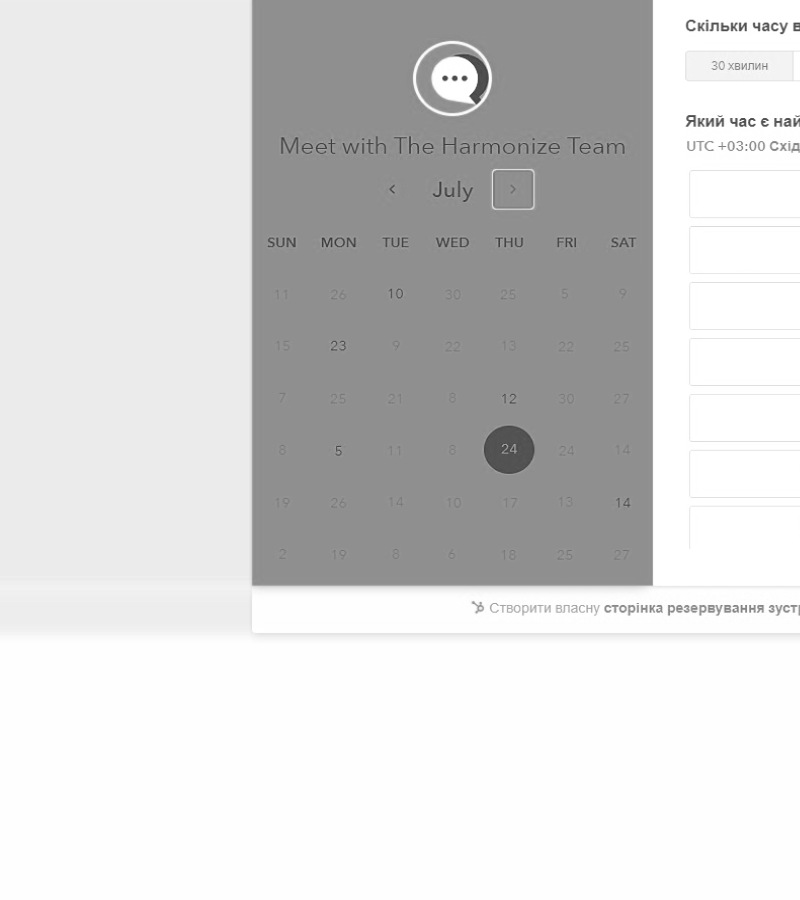 Скільки часу в
30 хвилин
Який час є най
UTC +03:00 Схід
Meet with The Harmonize Team
July
SUN MON TUE WED THU FRI SAT
11 26 10 30 25 5 9
15 23 9 22 13 22 25
7 25 21 8 12 30 27
8 5 11 8 24 24 14
19 26 14 10 17 13 14
2 19 8 6 18 25 27
Створити власну сторінка резервування зустр